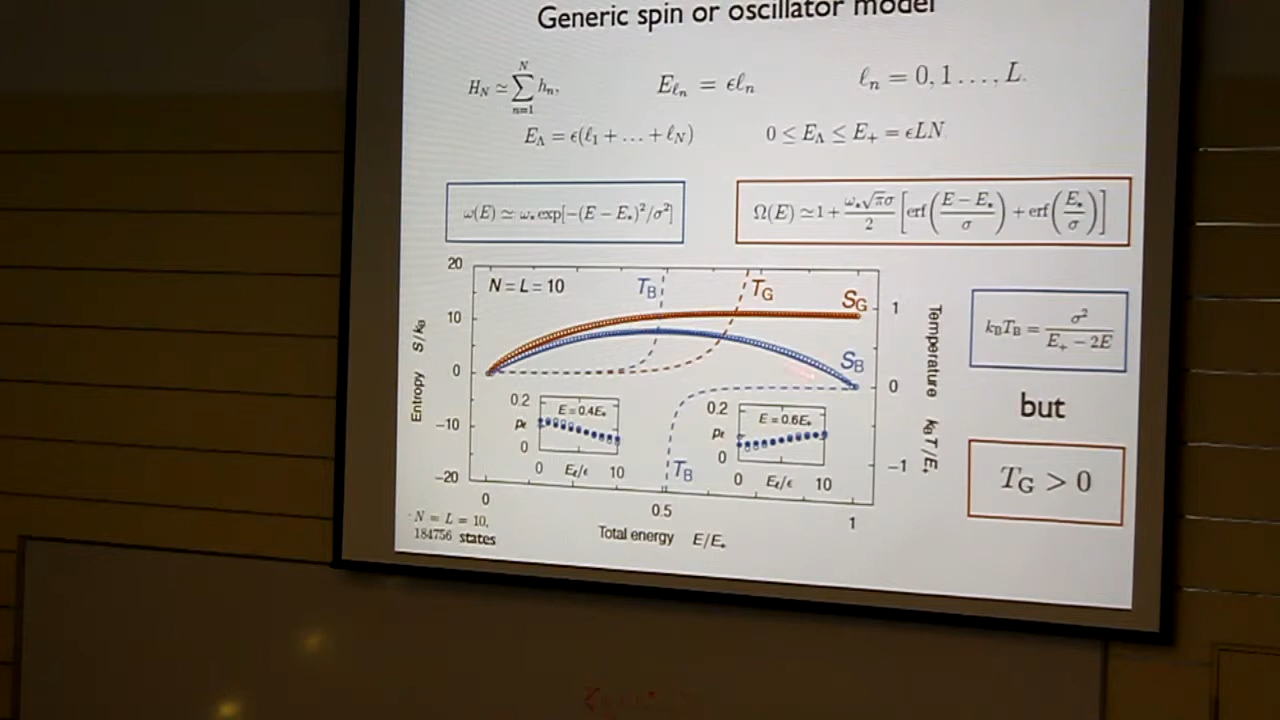 Generic spin or oscillator model
H_N ≃ ∑_{n=1}^{N} h_n, E_{ℓ_n} = ϵℓ_n ℓ_n = 0, 1 . . . , L.
E_Λ = ϵ(ℓ_1 + . . . + ℓ_N) 0 ≤ E_Λ ≤ E_+ = ϵLN
ω(E) ≃ ω_* exp[−(E − E_*)²/σ²] Ω(E) ≃ 1 + ω_*√πσ/2 [erf((E − E_*)/σ) + erf(E_*/σ)]
N = L = 10
T_B T_G S_G
S_B
20
10
0
−10
−20
Entropy S/k_B
1
0
−1
Temperature k_BT/E_+
0.2 E = 0.4E_+
p_ℓ
0
0 E_ℓ/ϵ 10
0.2 E = 0.6E_+
p_ℓ
0
0 E_ℓ/ϵ 10
T_B
0 0.5 1
Total energy E/E_+
N = L = 10,
184756 states
k_BT_B = σ²/(E_+ − 2E)
but
T_G > 0